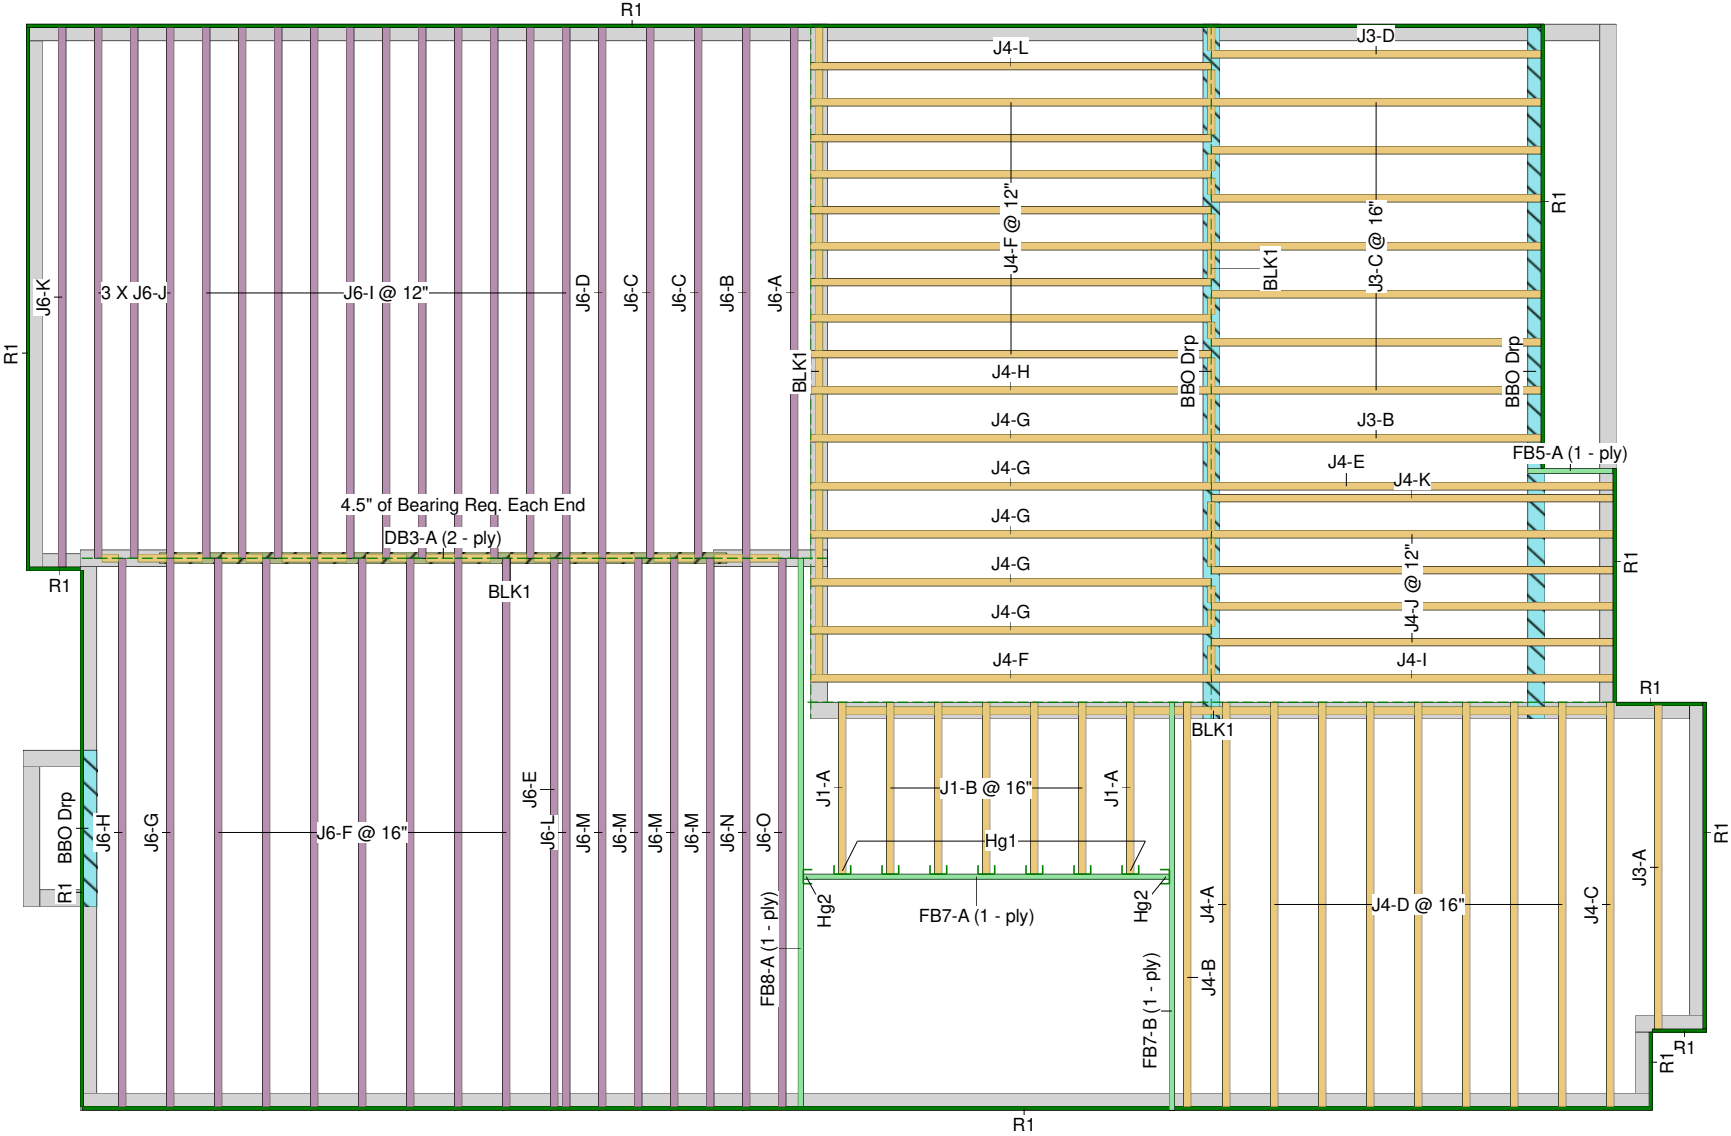 R1
J4-L
J3-D
J4-F @ 12"
J3-C @ 16"
R1
BLK1
J6-K
3 X J6-J
J6-I @ 12"
J6-D
J6-C
J6-C
J6-B
J6-A
R1
BLK1
J4-H
BBO Drp
BBO Drp
J4-G
J3-B
FB5-A (1 - ply)
J4-G
J4-E
J4-K
4.5" of Bearing Req. Each End
DB3-A (2 - ply)
J4-G
J4-J @ 12"
R1
J4-G
R1
BLK1
J4-G
J4-F
J4-I
R1
BLK1
J6-E
J1-A
J1-B @ 16"
J1-A
BBO Drp
R1
J6-H
J6-G
J6-F @ 16"
J6-L
J6-M
J6-M
J6-M
J6-M
J6-N
J6-O
Hg1
R1
J3-A
Hg2
FB7-A (1 - ply)
Hg2
J4-A
J4-D @ 16"
J4-C
FB8-A (1 - ply)
J4-B
FB7-B (1 - ply)
R1
R1
R1